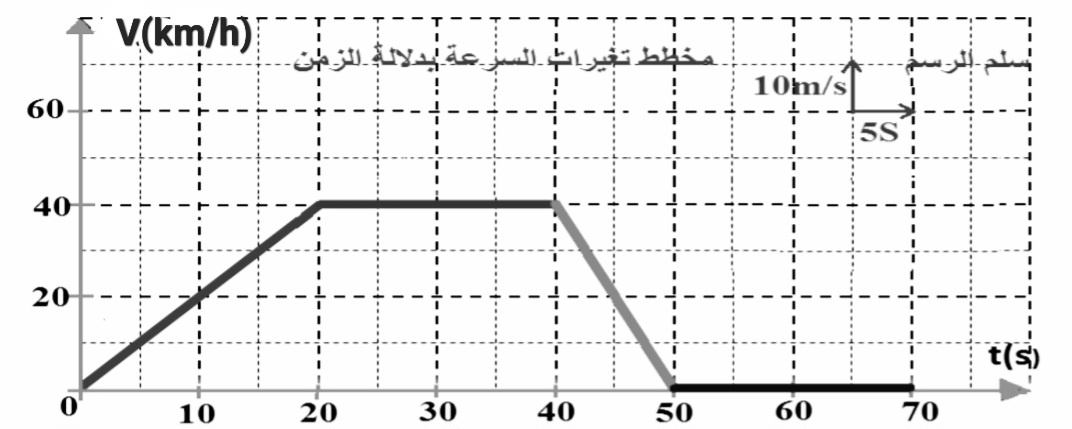 V(km/h)
مخطط تغيرات السرعة بدلالة الزمن
سلم الرسم
10m/s
5S
60
40
20
t(s)
0 10 20 30 40 50 60 70